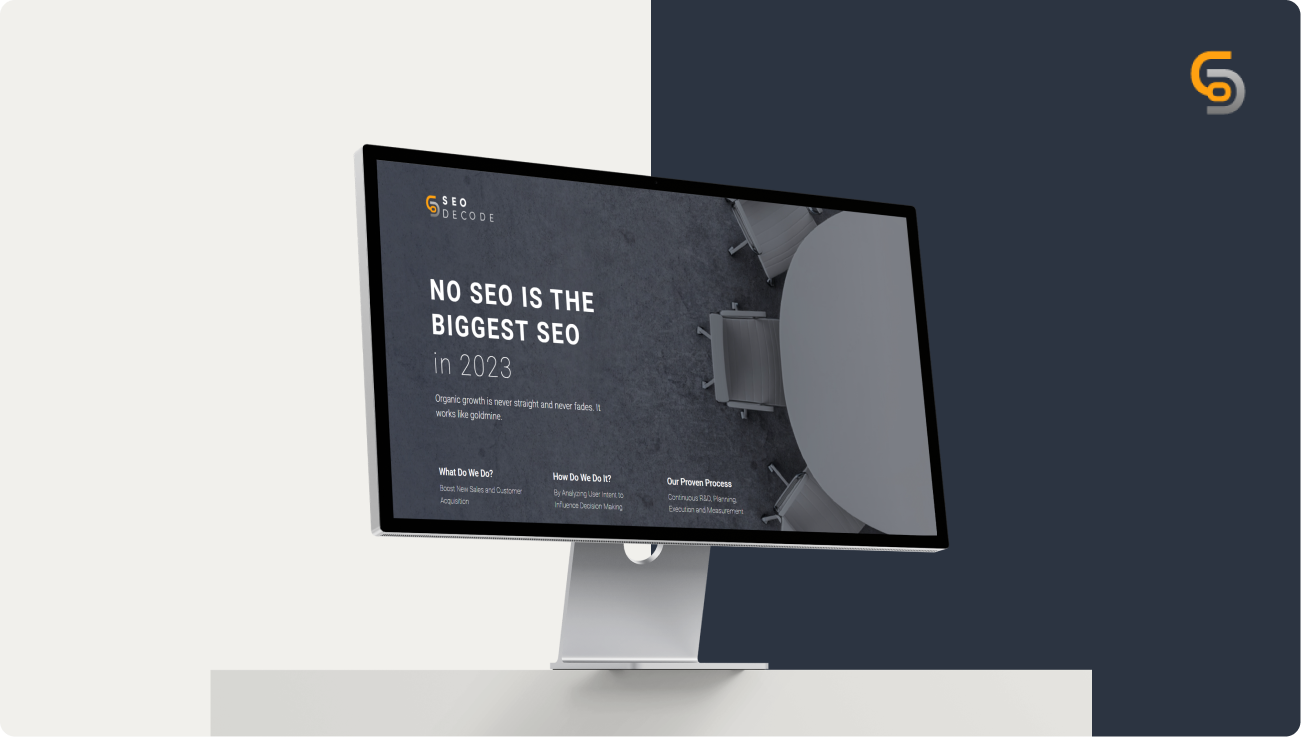 SEO
DECODE
NO SEO IS THE
BIGGEST SEO
in 2023
Organic growth is never straight and never fades. It
works like goldmine.
What Do We Do?
Boost New Sales and Customer
Acquisition
How Do We Do It?
By Analyzing User Intent to
Influence Decision Making
Our Proven Process
Continuous R&D, Planning,
Execution and Measurement